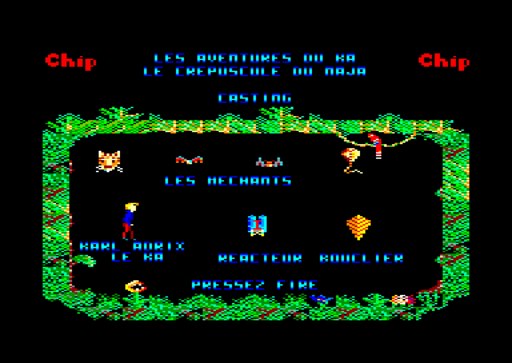 Chip LES AVENTURES DU KA Chip
LE CREPUSCULE DU NAJA
CASTING
LES MECHANTS
KARL ADRIX
LE KA
REACTEUR BOUCLIER
PRESSEZ FIRE